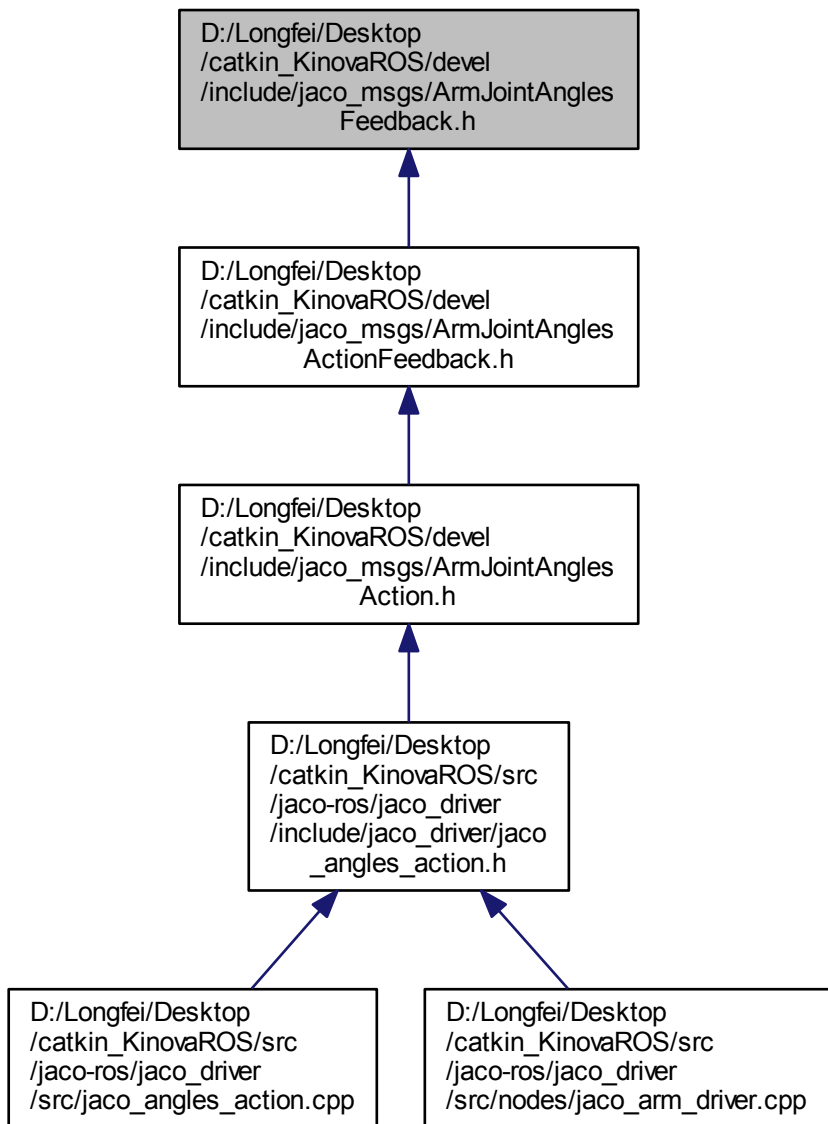 D:/Longfei/Desktop
/catkin_KinovaROS/devel
/include/jaco_msgs/ArmJointAngles
Feedback.h
D:/Longfei/Desktop
/catkin_KinovaROS/devel
/include/jaco_msgs/ArmJointAngles
ActionFeedback.h
D:/Longfei/Desktop
/catkin_KinovaROS/devel
/include/jaco_msgs/ArmJointAngles
Action.h
D:/Longfei/Desktop
/catkin_KinovaROS/src
/jaco-ros/jaco_driver
/include/jaco_driver/jaco
_angles_action.h
D:/Longfei/Desktop
/catkin_KinovaROS/src
/jaco-ros/jaco_driver
/src/jaco_angles_action.cpp
D:/Longfei/Desktop
/catkin_KinovaROS/src
/jaco-ros/jaco_driver
/src/nodes/jaco_arm_driver.cpp